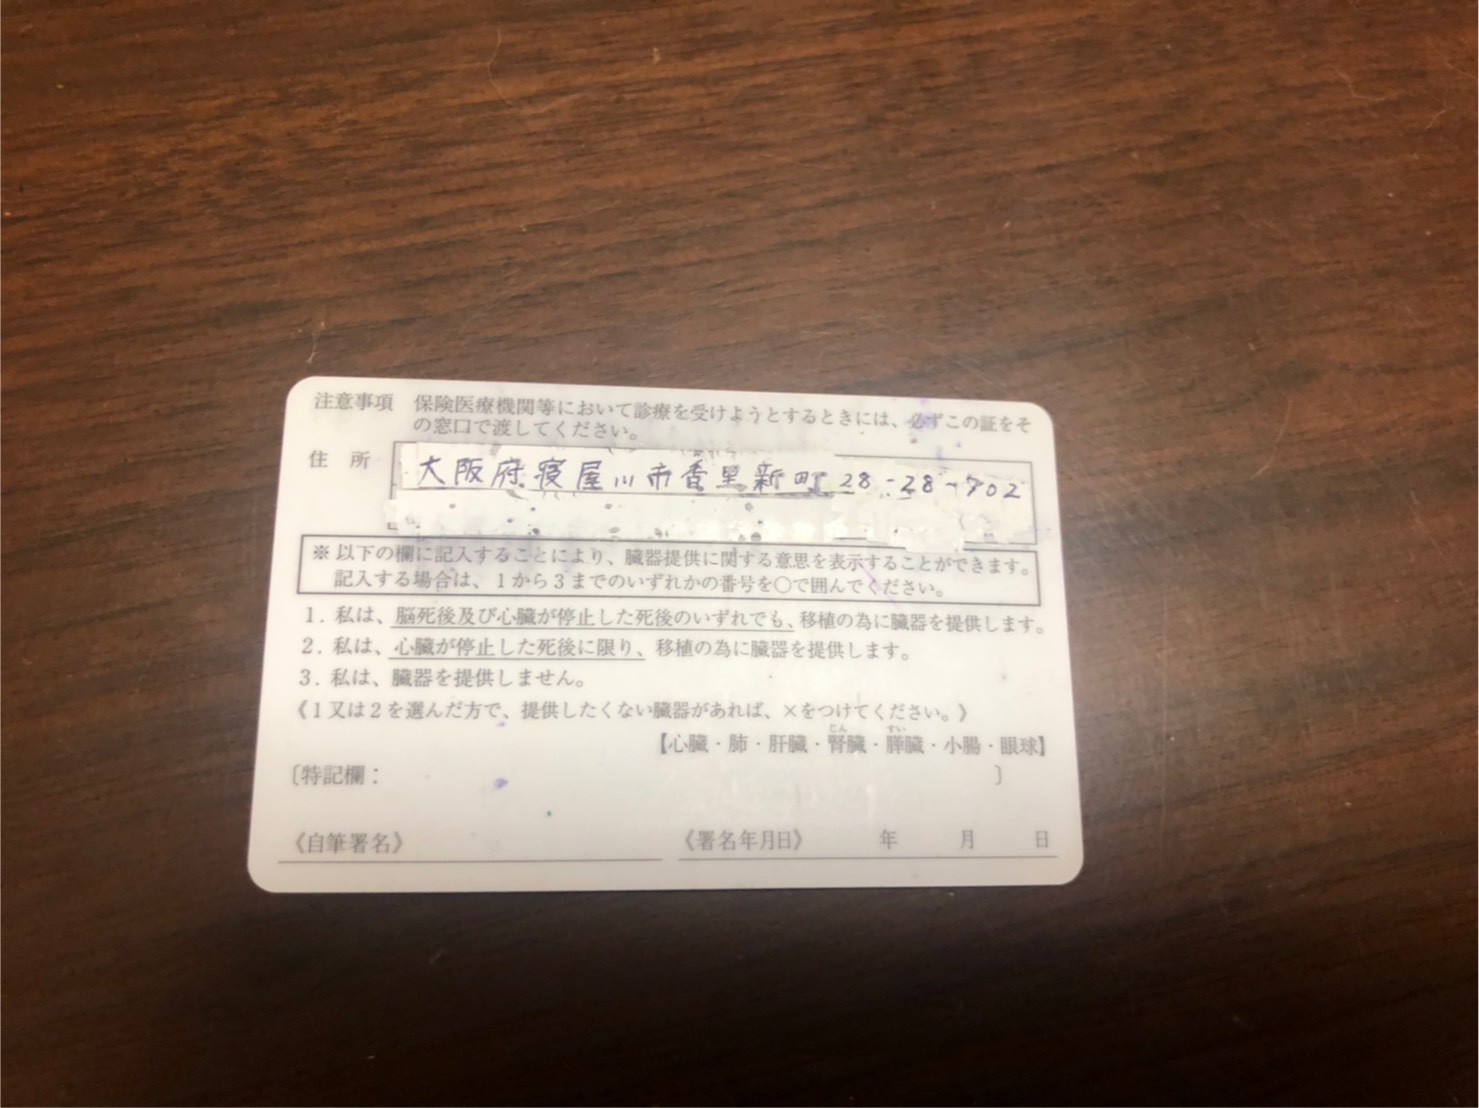 注意事項 保険医療機関等において診療を受けようとするときには、必ずこの証をそ
の窓口で渡してください。
住 所 大阪府寝屋川市香里新町28-28-702
※以下の欄に記入することにより、臓器提供に関する意思を表示することができます。
記入する場合は、1から3までのいずれかの番号を○で囲んでください。
1. 私は、脳死後及び心臓が停止した死後のいずれでも、移植の為に臓器を提供します。
2. 私は、心臓が停止した死後に限り、移植の為に臓器を提供します。
3. 私は、臓器を提供しません。
《1又は2を選んだ方で、提供したくない臓器があれば、×をつけてください。》
じん すい
【心臓・肺・肝臓・腎臓・膵臓・小腸・眼球】
〔特記欄: 〕
《自筆署名》 《署名年月日》 年 月 日